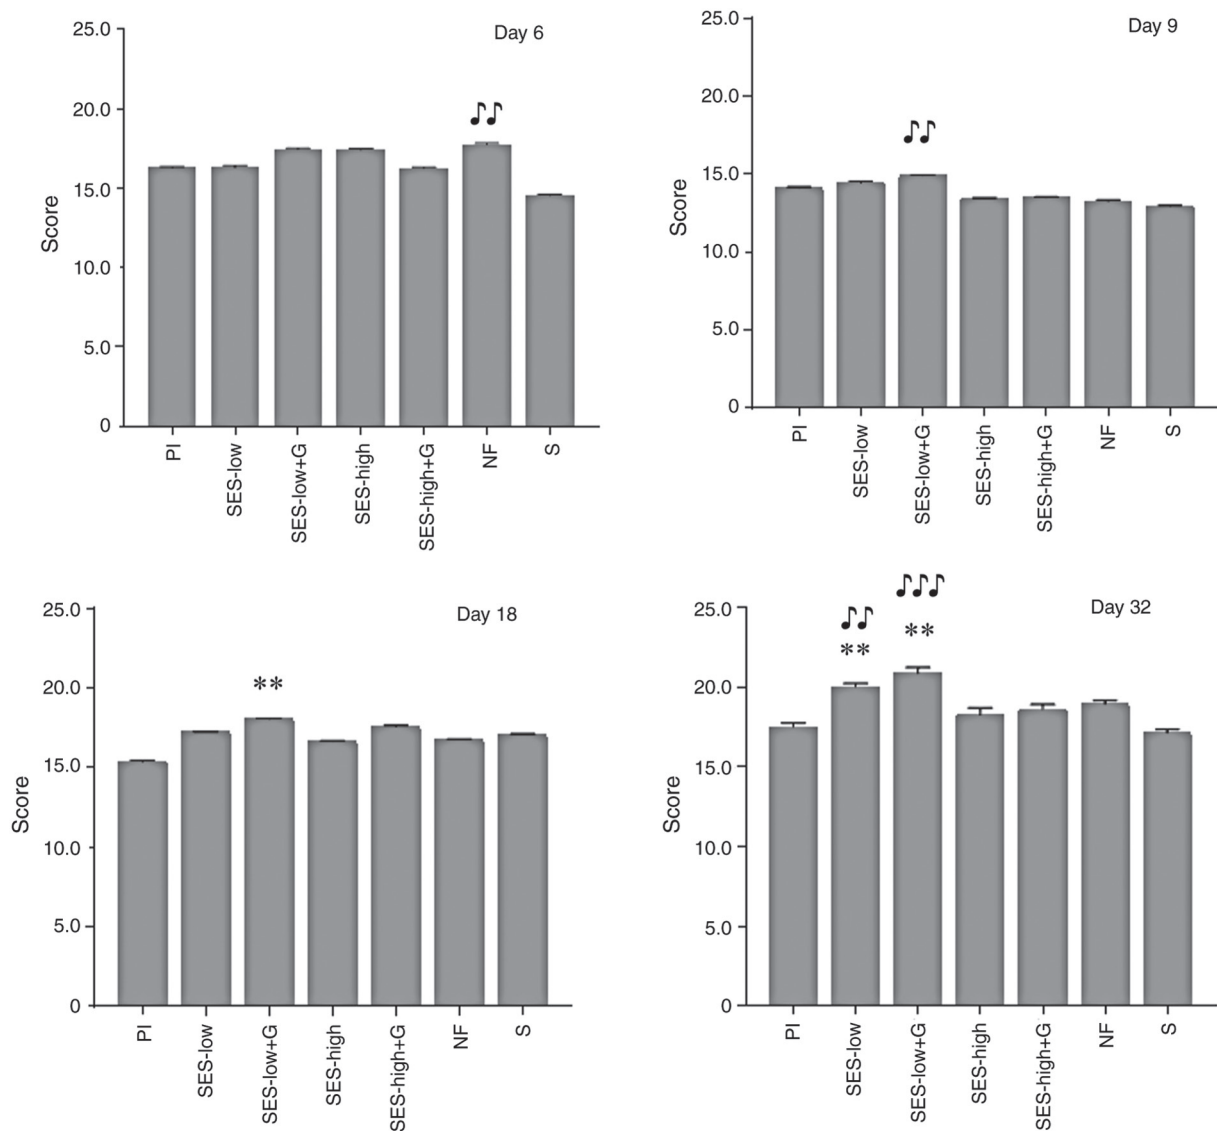 Day 6
25.0
20.0
15.0
10.0
5.0
0
Score
PI
SES-low
SES-low+G
SES-high
SES-high+G
NF
S
♪♪
Day 9
25.0
20.0
15.0
10.0
5.0
0
Score
PI
SES-low
SES-low+G
SES-high
SES-high+G
NF
S
♪♪
Day 18
25.0
20.0
15.0
10.0
5.0
0
Score
PI
SES-low
SES-low+G
SES-high
SES-high+G
NF
S
**
Day 32
25.0
20.0
15.0
10.0
5.0
0
Score
PI
SES-low
SES-low+G
SES-high
SES-high+G
NF
S
♪♪
**
♪♪♪
**